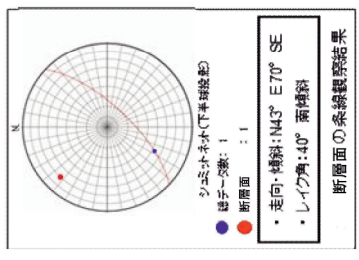 N
シュミットネット(下半球投影)
総データ数: 1
断層面 : 1
・走向・傾斜:N43°E70°SE
・レイク角:40°南傾斜
断層面の条線観察結果